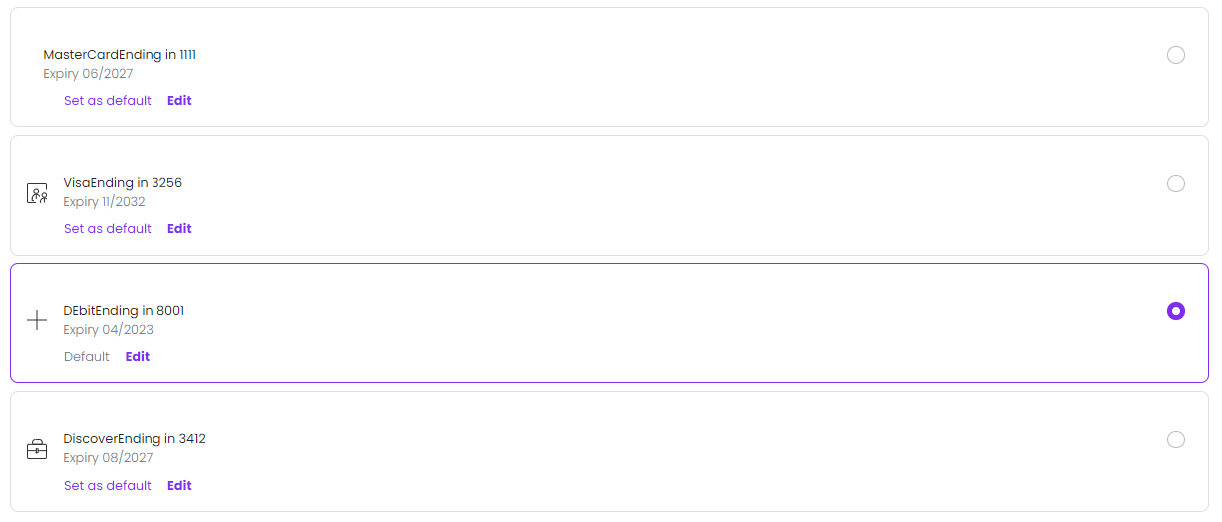 MasterCardEnding in 1111
Expiry 06/2027
Set as default Edit
VisaEnding in 3256
Expiry 11/2032
Set as default Edit
DEbitEnding in 8001
Expiry 04/2023
Default Edit
DiscoverEnding in 3412
Expiry 08/2027
Set as default Edit